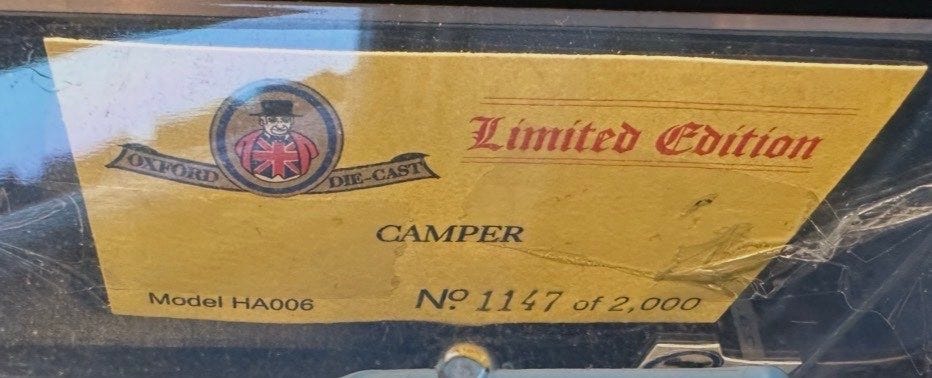 OXFORD DIE-CAST
Limited Edition
CAMPER
Model HA006
Nº 1147 of 2,000